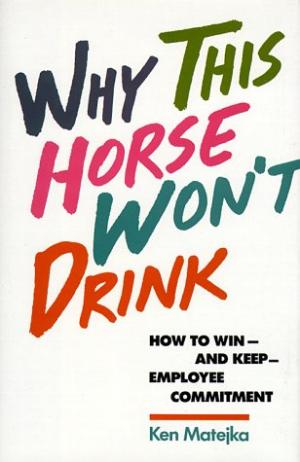 WHY THIS
HORSE
WON'T
DRINK
HOW TO WIN—
AND KEEP—
EMPLOYEE
COMMITMENT
Ken Matejka